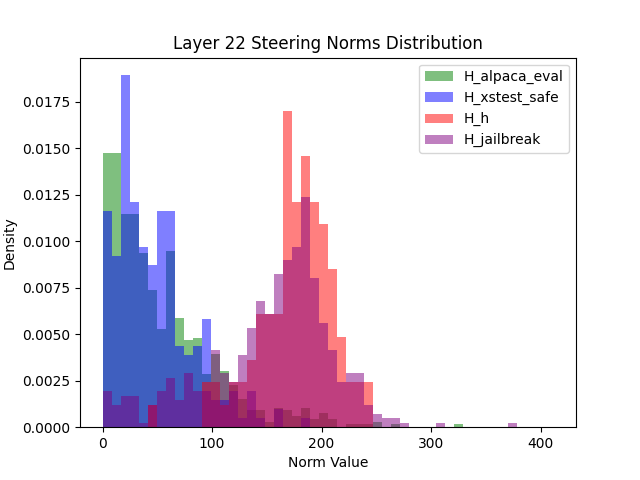 Layer 22 Steering Norms Distribution
H_alpaca_eval
H_xstest_safe
H_h
H_jailbreak
0.0175
0.0150
0.0125
0.0100
0.0075
0.0050
0.0025
0.0000
Density
0 100 200 300 400
Norm Value